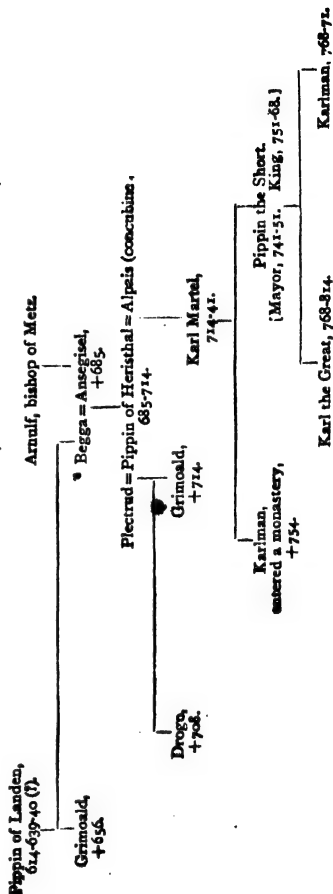 Pippin of Landen,
614-639-40 (?).
Arnulf, bishop of Metz
Grimoald,
+656.
Begga = Ansegisel,
+685.
Plectrud = Pippin of Heristhal = Alpais (concubine.
685-714.
Drogo,
+708.
Grimoald,
+714.
Karl Martel,
714-41.
Karlman,
entered a monastery,
+754.
Pippin the Short.
[Mayor, 741-51. King, 751-68.]
Karl the Great, 768-814.
Karlman, 768-71.